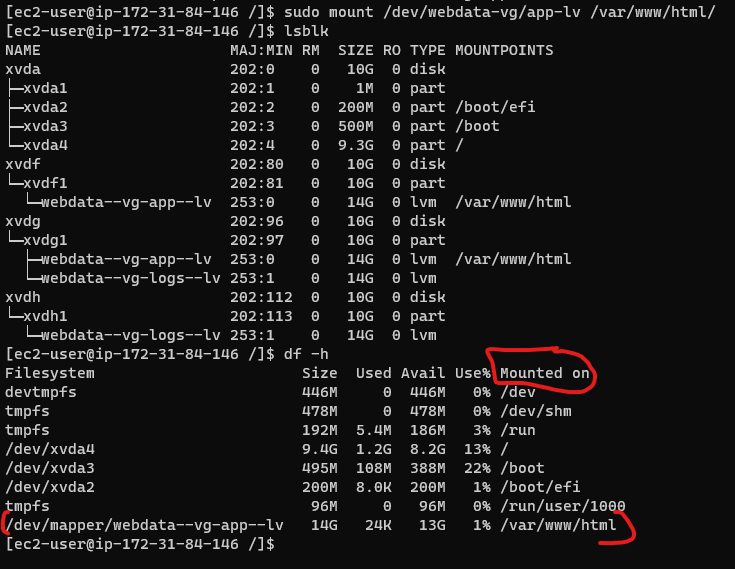 [ec2-user@ip-172-31-84-146 /]$ sudo mount /dev/webdata-vg/app-lv /var/www/html/
[ec2-user@ip-172-31-84-146 /]$ lsblk
NAME                      MAJ:MIN RM  SIZE RO TYPE MOUNTPOINTS
xvda                      202:0    0   10G  0 disk
├─xvda1                   202:1    0    1M  0 part
├─xvda2                   202:2    0  200M  0 part /boot/efi
├─xvda3                   202:3    0  500M  0 part /boot
└─xvda4                   202:4    0  9.3G  0 part /
xvdf                      202:80   0   10G  0 disk
└─xvdf1                   202:81   0   10G  0 part
  └─webdata--vg-app--lv  253:0    0   14G  0 lvm  /var/www/html
xvdg                      202:96   0   10G  0 disk
└─xvdg1                   202:97   0   10G  0 part
  ├─webdata--vg-app--lv  253:0    0   14G  0 lvm  /var/www/html
  └─webdata--vg-logs--lv 253:1    0   14G  0 lvm
xvdh                      202:112  0   10G  0 disk
└─xvdh1                   202:113  0   10G  0 part
  └─webdata--vg-logs--lv 253:1    0   14G  0 lvm
[ec2-user@ip-172-31-84-146 /]$ df -h
Filesystem                       Size  Used Avail Use% Mounted on
devtmpfs                         446M     0  446M   0% /dev
tmpfs                            478M     0  478M   0% /dev/shm
tmpfs                            192M  5.4M  186M   3% /run
/dev/xvda4                       9.4G  1.2G  8.2G  13% /
/dev/xvda3                       495M  108M  388M  22% /boot
/dev/xvda2                       200M  8.0K  200M   1% /boot/efi
tmpfs                             96M     0   96M   0% /run/user/1000
/dev/mapper/webdata--vg-app--lv   14G   24K   13G   1% /var/www/html
[ec2-user@ip-172-31-84-146 /]$